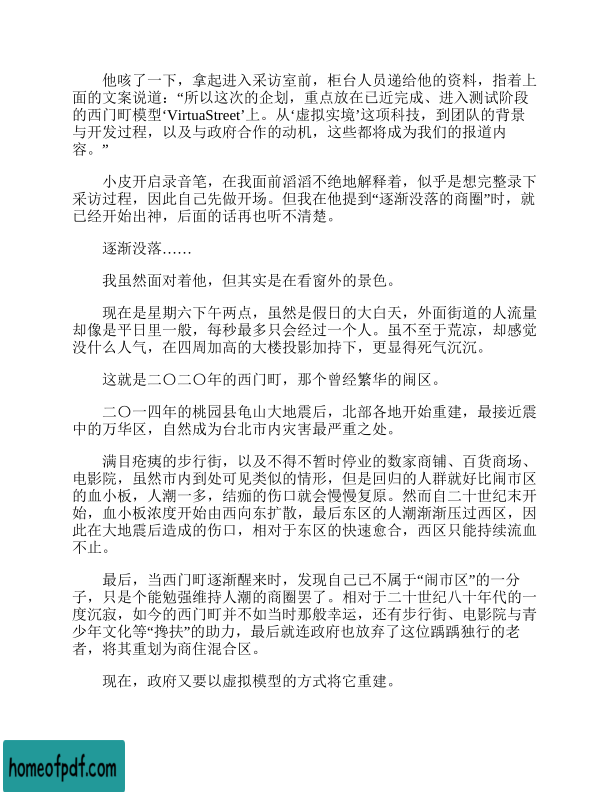 他咳了一下，拿起进入采访室前，柜台人员递给他的资料，指着上
面的文案说道：“所以这次的企划，重点放在已近完成、进入测试阶段
的西门町模型‘VirtuaStreet’上。从‘虚拟实境’这项科技，到团队的背景
与开发过程，以及与政府合作的动机，这些都将成为我们的报道内
容。”
小皮开启录音笔，在我面前滔滔不绝地解释着，似乎是想完整录下
采访过程，因此自己先做开场。但我在他提到“逐渐没落的商圈”时，就
已经开始出神，后面的话再也听不清楚。
逐渐没落……
我虽然面对着他，但其实是在看窗外的景色。
现在是星期六下午两点，虽然是假日的大白天，外面街道的人流量
却像是平日里一般，每秒最多只会经过一个人。虽不至于荒凉，却感觉
没什么人气，在四周加高的大楼投影加持下，更显得死气沉沉。
这就是二〇二〇年的西门町，那个曾经繁华的闹区。
二〇一四年的桃园县龟山大地震后，北部各地开始重建，最接近震
中的万华区，自然成为台北市内灾害最严重之处。
满目疮痍的步行街，以及不得不暂时停业的数家商铺、百货商场、
电影院，虽然市内到处可见类似的情形，但是回归的人群就好比闹市区
的血小板，人潮一多，结痂的伤口就会慢慢复原。然而自二十世纪末开
始，血小板浓度开始由西向东扩散，最后东区的人潮渐渐压过西区，因
此在大地震后造成的伤口，相对于东区的快速愈合，西区只能持续流血
不止。
最后，当西门町逐渐醒来时，发现自己已不属于“闹市区”的一分
子，只是个能勉强维持人潮的商圈罢了。相对于二十世纪八十年代的一
度沉寂，如今的西门町并不如当时那般幸运，还有步行街、电影院与青
少年文化等“搀扶”的助力，最后就连政府也放弃了这位踽踽独行的老
者，将其重划为商住混合区。
现在，政府又要以虚拟模型的方式将它重建。
homeofpdf.com